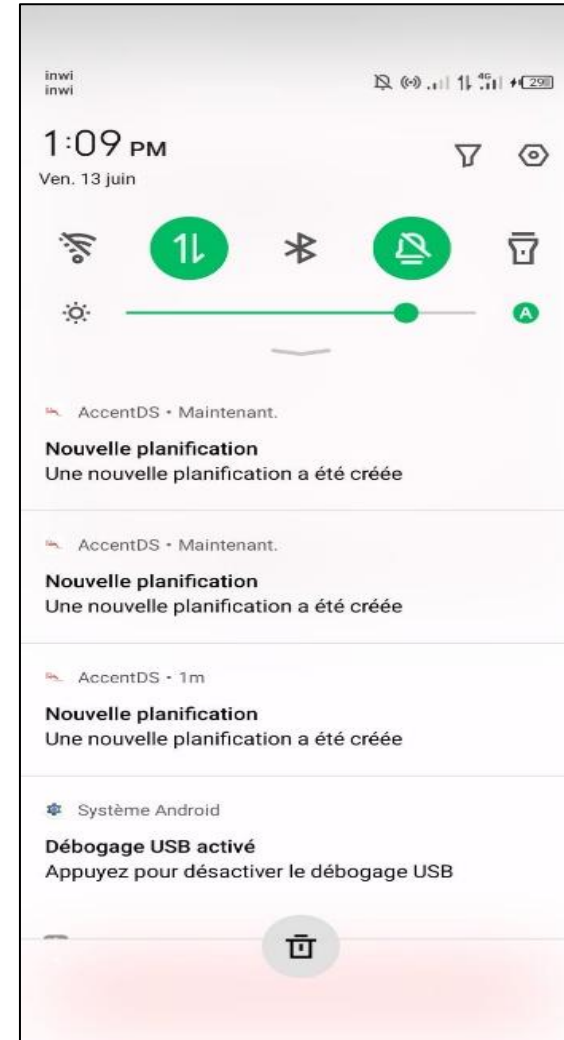 inwi
inwi
4G
29
1:09 PM
Ven. 13 juin
A
AccentDS • Maintenant.
Nouvelle planification
Une nouvelle planification a été créée
AccentDS • Maintenant.
Nouvelle planification
Une nouvelle planification a été créée
AccentDS • 1m
Nouvelle planification
Une nouvelle planification a été créée
Système Android
Débogage USB activé
Appuyez pour désactiver le débogage USB